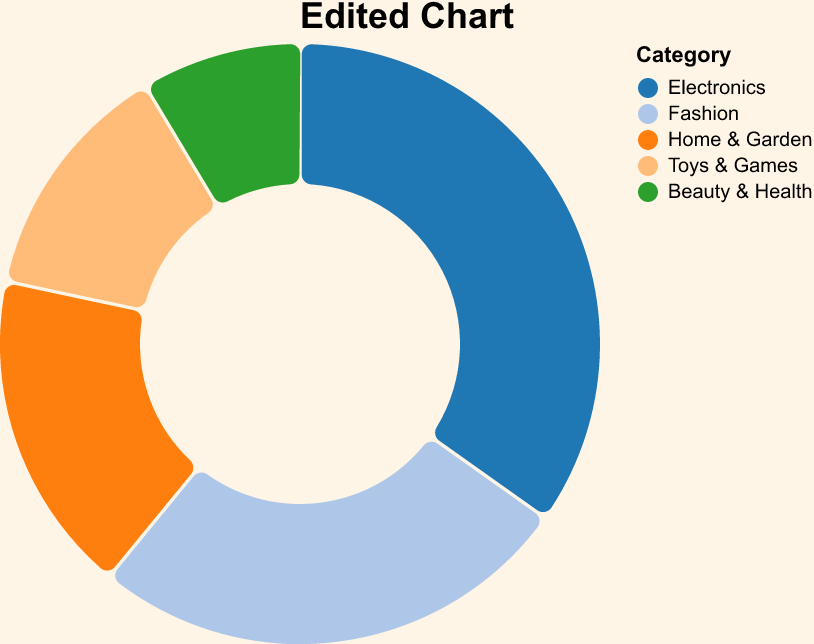 Edited Chart
Category
Electronics
Fashion
Home & Garden
Toys & Games
Beauty & Health